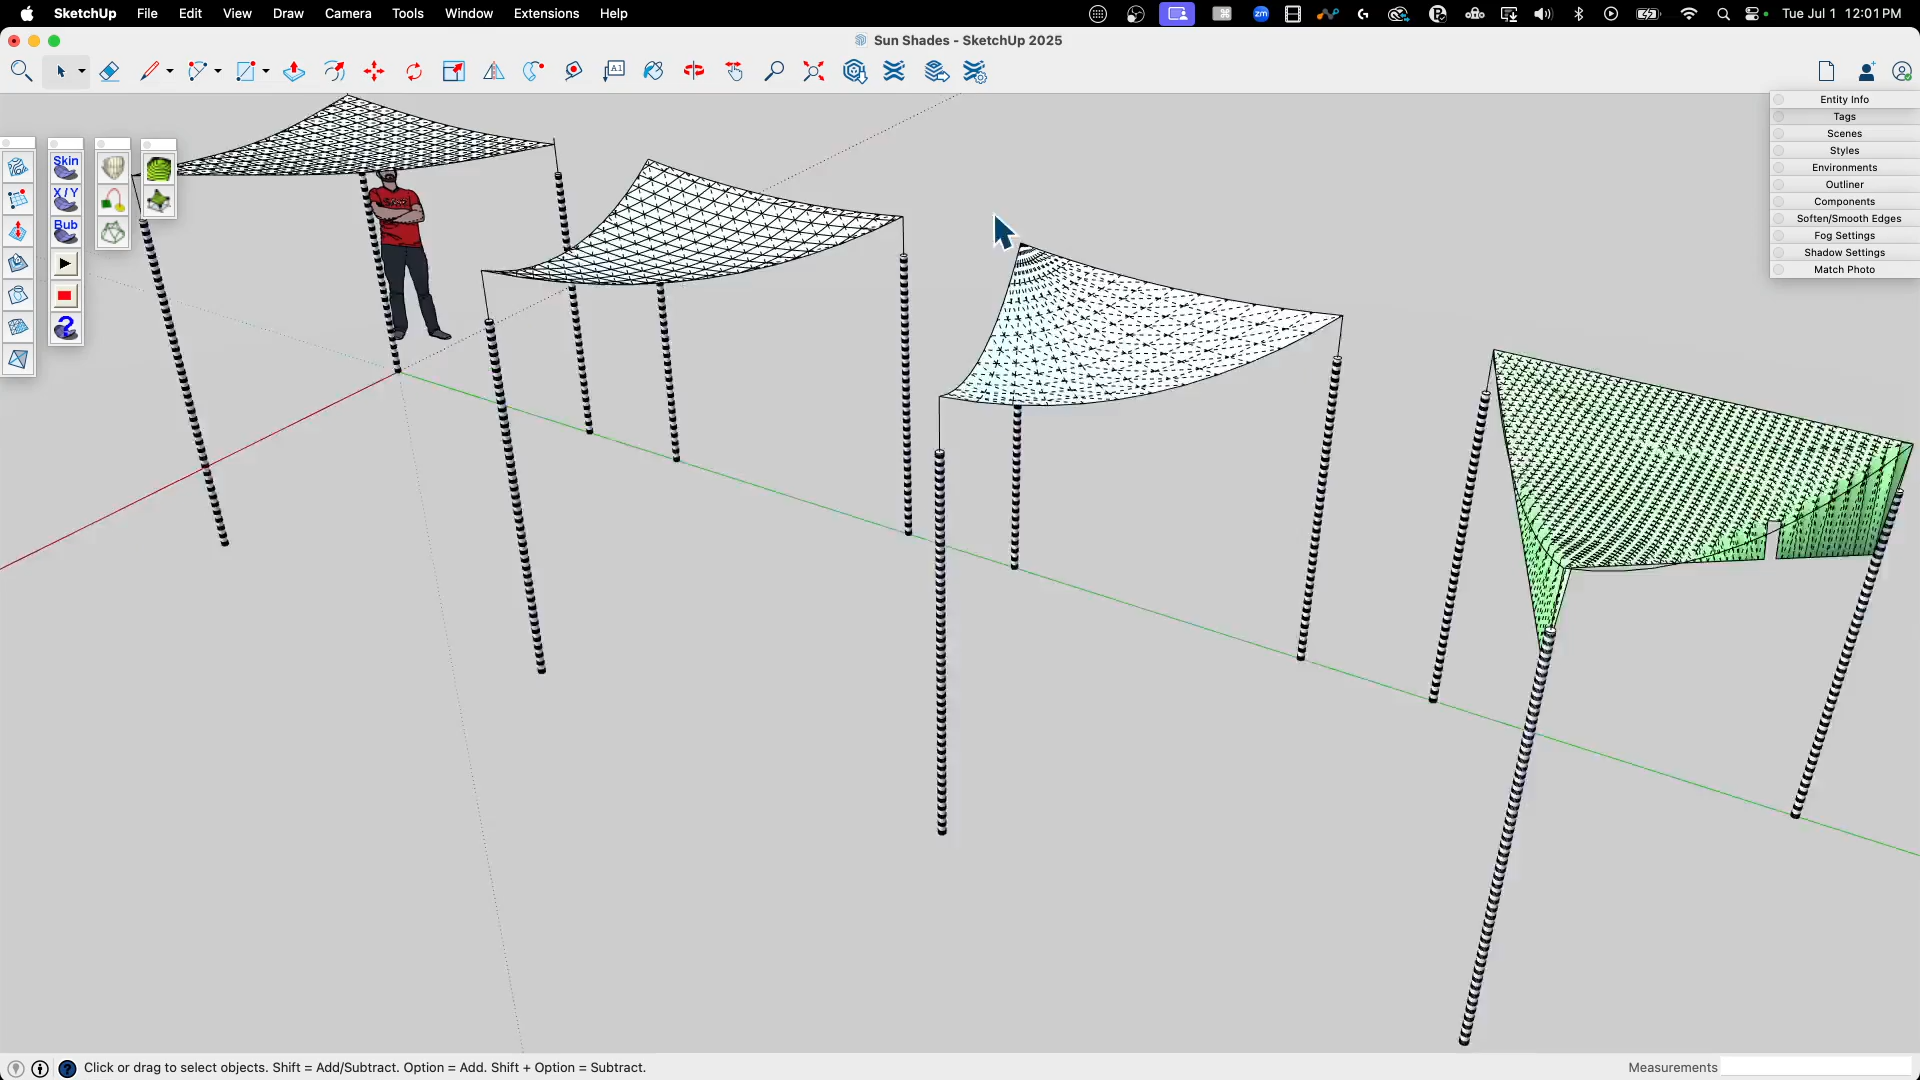 SketchUp File Edit View Draw Camera Tools Window Extensions Help
zm
Tue Jul 1 12:01 PM
Sun Shades - SketchUp 2025
A1
Entity Info
Tags
Scenes
Styles
Environments
Outliner
Components
Soften/Smooth Edges
Fog Settings
Shadow Settings
Match Photo
Skin
X/Y
Bub
?
Click or drag to select objects. Shift = Add/Subtract. Option = Add. Shift + Option = Subtract.
Measurements